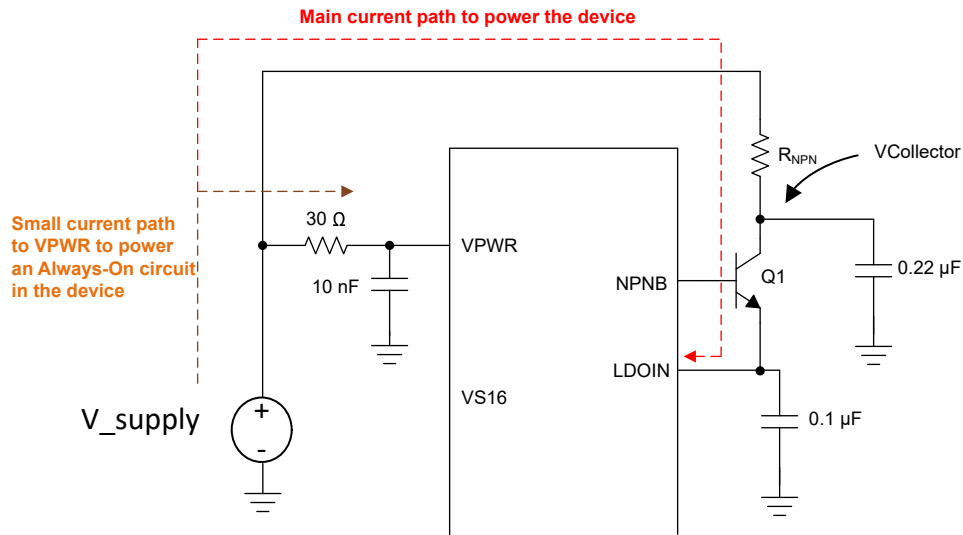 Main current path to power the device
R_NPN
VCollector
30 Ω
Small current path
to VPWR to power
an Always-On circuit
in the device
VPWR
10 nF
NPNB
Q1
0.22 µF
LDOIN
VS16
V_supply
+
-
0.1 µF